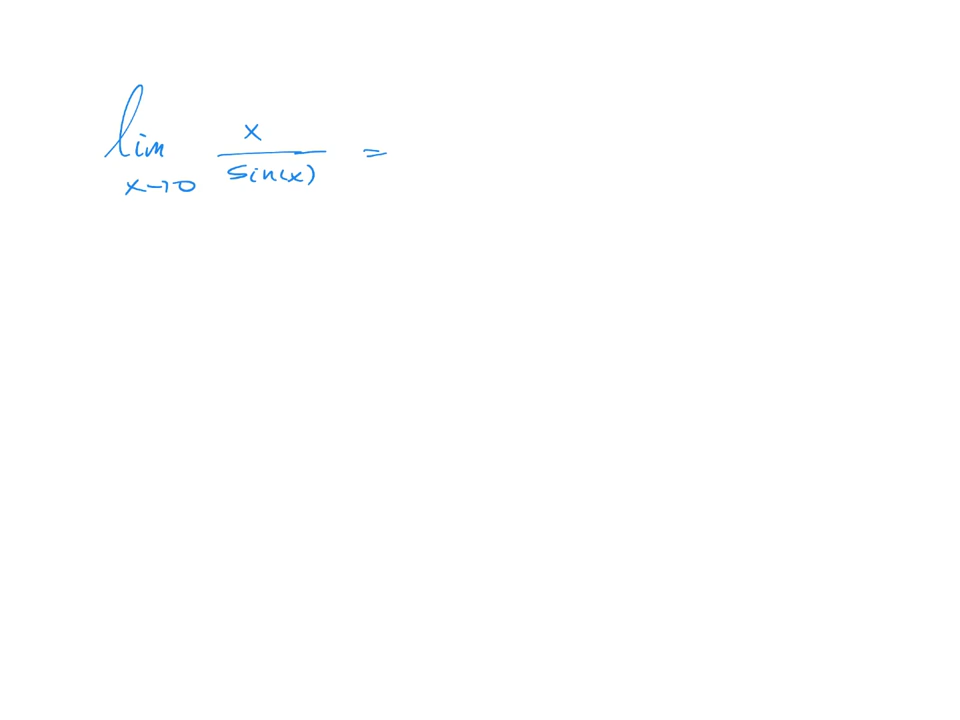 lim x→0 x/sin(x) =